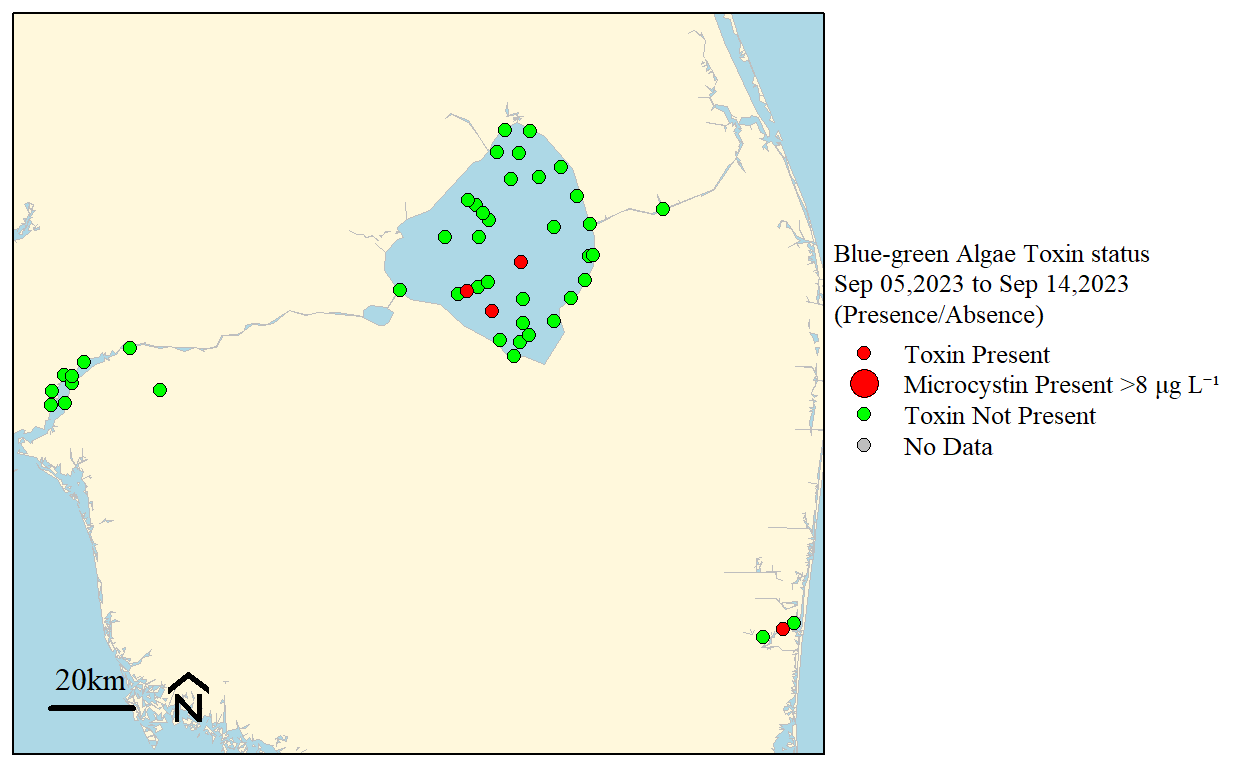 Blue-green Algae Toxin status
Sep 05,2023 to Sep 14,2023
(Presence/Absence)
Toxin Present
Microcystin Present >8 μg L⁻¹
Toxin Not Present
No Data
20km
N